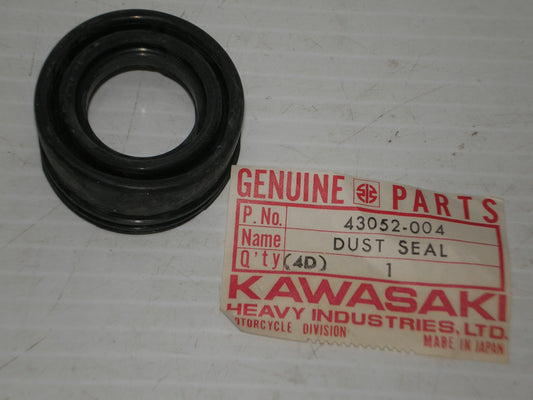 GENUINE PARTS
P.No. 43052-004
Name DUST SEAL
Q'ty (4D) 1
KAWASAKI
HEAVY INDUSTRIES, LTD.
MOTORCYCLE DIVISION
MADE IN JAPAN